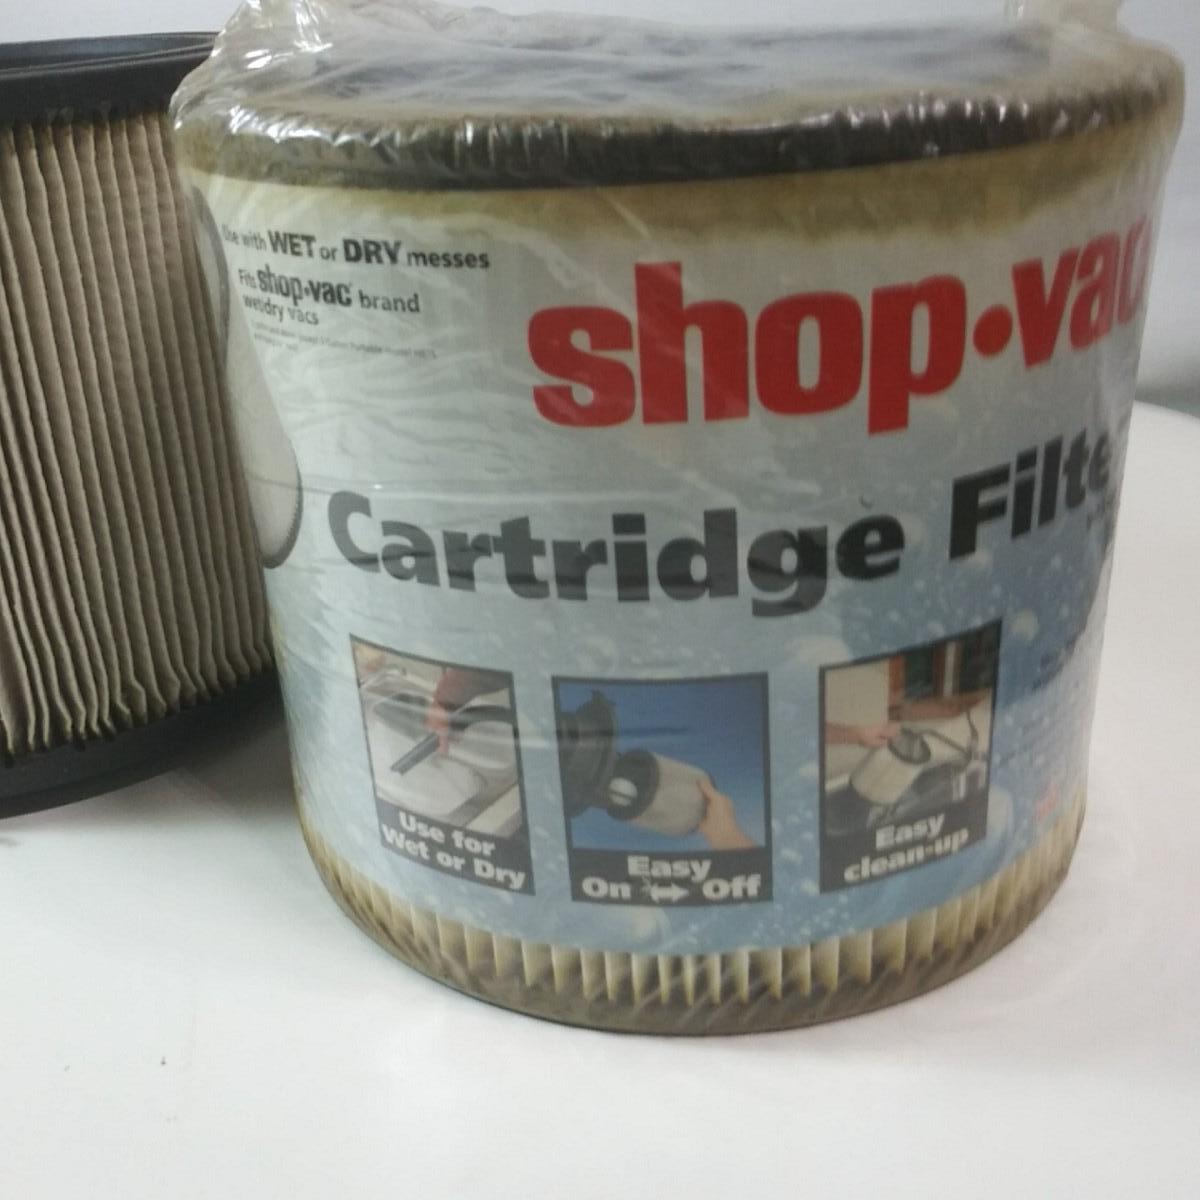 Use with WET or DRY messes
Fits shop•vac brand
wet/dry vacs
shop•vac
Cartridge Filte
Use for
Wet or Dry
Easy
On ↔ Off
Easy
clean-up